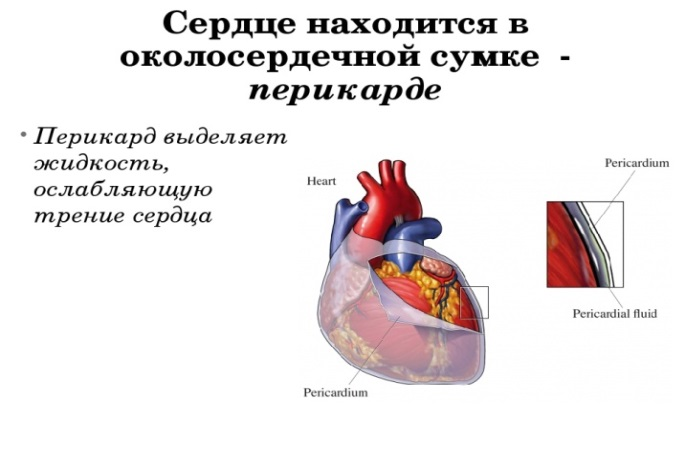 Сердце находится в
околосердечной сумке -
перикарде
• Перикард выделяет
жидкость,
ослабляющую
трение сердца
Heart
Pericardium
Pericardial fluid
Pericardium